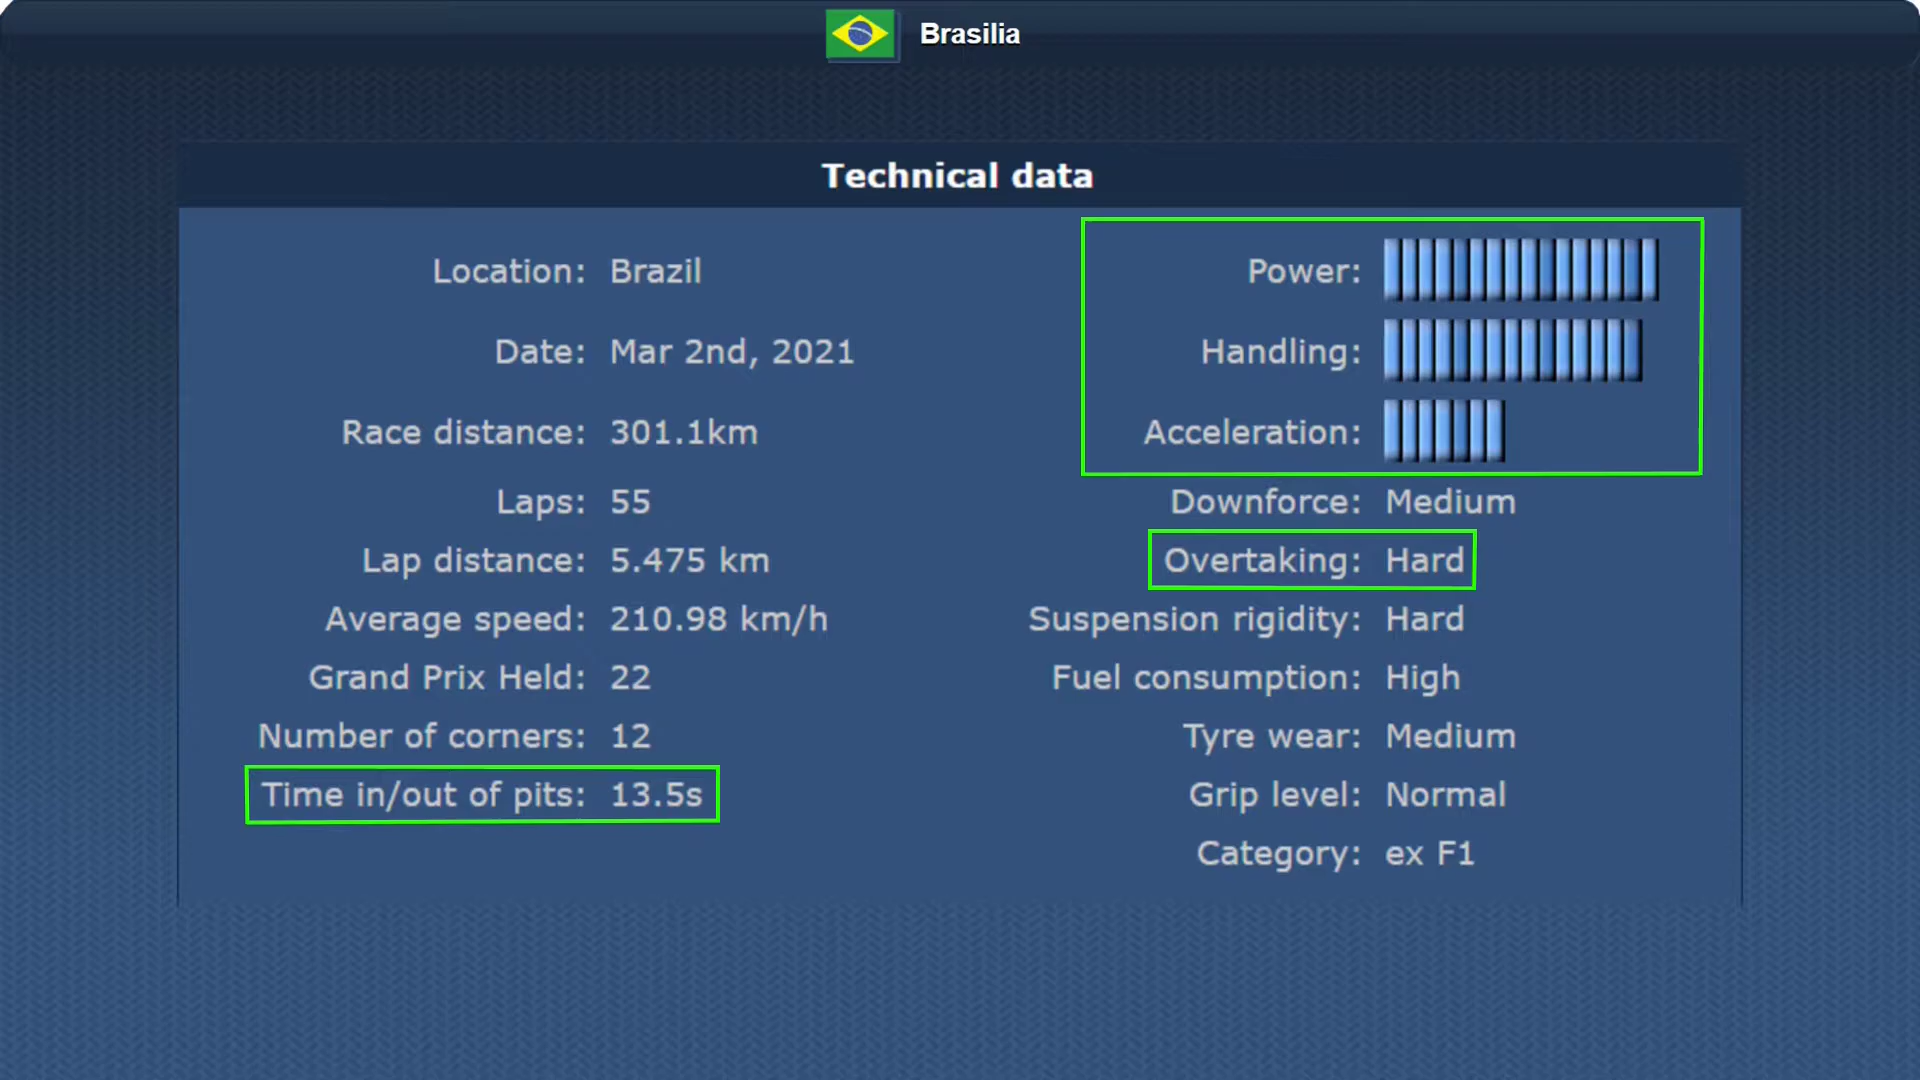 Brasilia
Technical data
Location: Brazil
Date: Mar 2nd, 2021
Race distance: 301.1km
Laps: 55
Lap distance: 5.475 km
Average speed: 210.98 km/h
Grand Prix Held: 22
Number of corners: 12
Time in/out of pits: 13.5s
Power:
Handling:
Acceleration:
Downforce: Medium
Overtaking: Hard
Suspension rigidity: Hard
Fuel consumption: High
Tyre wear: Medium
Grip level: Normal
Category: ex F1